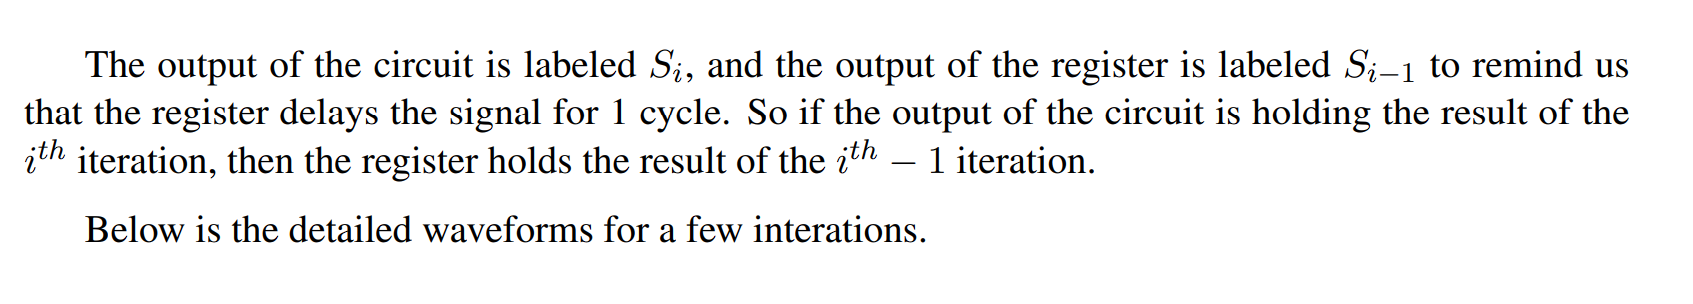 The output of the circuit is labeled $S_i$, and the output of the register is labeled $S_{i-1}$ to remind us
that the register delays the signal for 1 cycle. So if the output of the circuit is holding the result of the
$i^{th}$ iteration, then the register holds the result of the $i^{th} - 1$ iteration.
Below is the detailed waveforms for a few interations.